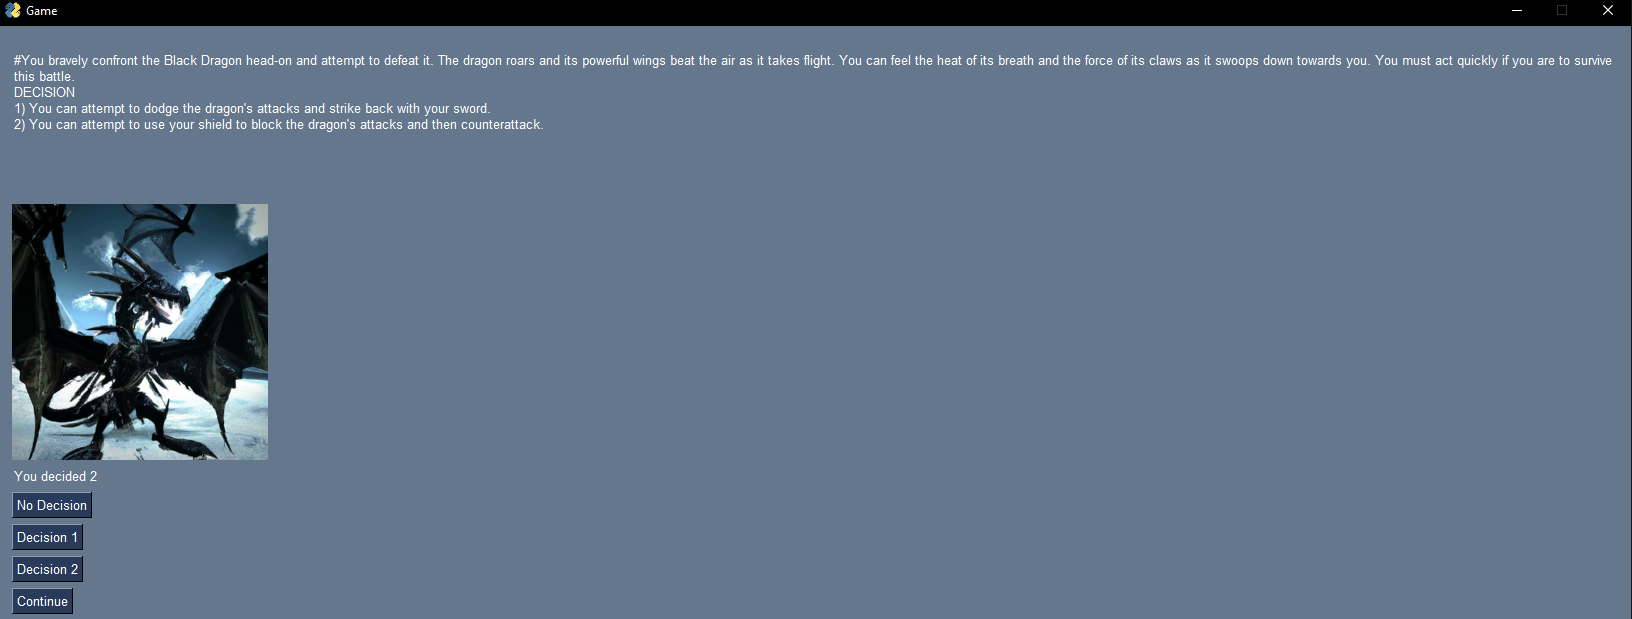 Game
#You bravely confront the Black Dragon head-on and attempt to defeat it. The dragon roars and its powerful wings beat the air as it takes flight. You can feel the heat of its breath and the force of its claws as it swoops down towards you. You must act quickly if you are to survive
this battle.
DECISION
1) You can attempt to dodge the dragon's attacks and strike back with your sword.
2) You can attempt to use your shield to block the dragon's attacks and then counterattack.
You decided 2
No Decision
Decision 1
Decision 2
Continue